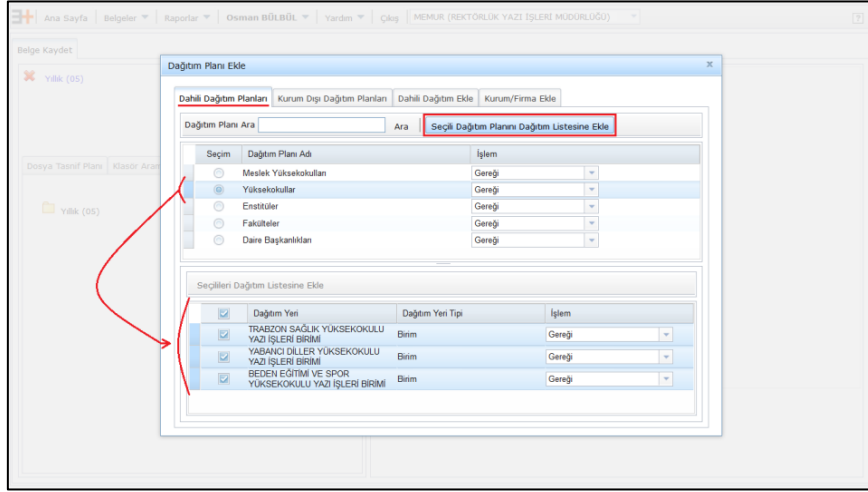 Ana Sayfa Belgeler Raporlar Osman BÜLBÜL Yardım Çıkış MEMUR (REKTÖRLÜK YAZI İŞLERİ MÜDÜRLÜĞÜ)
Belge Kaydet
Yıllık (05)
Dosya Tasnif Planı Klasör Aram
Yıllık (05)
Dağıtım Planı Ekle
Dahili Dağıtım Planları Kurum Dışı Dağıtım Planları Dahili Dağıtım Ekle Kurum/Firma Ekle
Dağıtım Planı Ara Ara Seçili Dağıtım Planını Dağıtım Listesine Ekle
Seçim Dağıtım Planı Adı İşlem
Meslek Yüksekokulları Gereği
Yüksekokullar Gereği
Enstitüler Gereği
Fakülteler Gereği
Daire Başkanlıkları Gereği
Seçilileri Dağıtım Listesine Ekle
Dağıtım Yeri Dağıtım Yeri Tipi İşlem
TRABZON SAĞLIK YÜKSEKOKULU
YAZI İŞLERİ BİRİMİ Birim Gereği
YABANCI DİLLER YÜKSEKOKULU
YAZI İŞLERİ BİRİMİ Birim Gereği
BEDEN EĞİTİMİ VE SPOR
YÜKSEKOKULU YAZI İŞLERİ BİRİMİ Birim Gereği